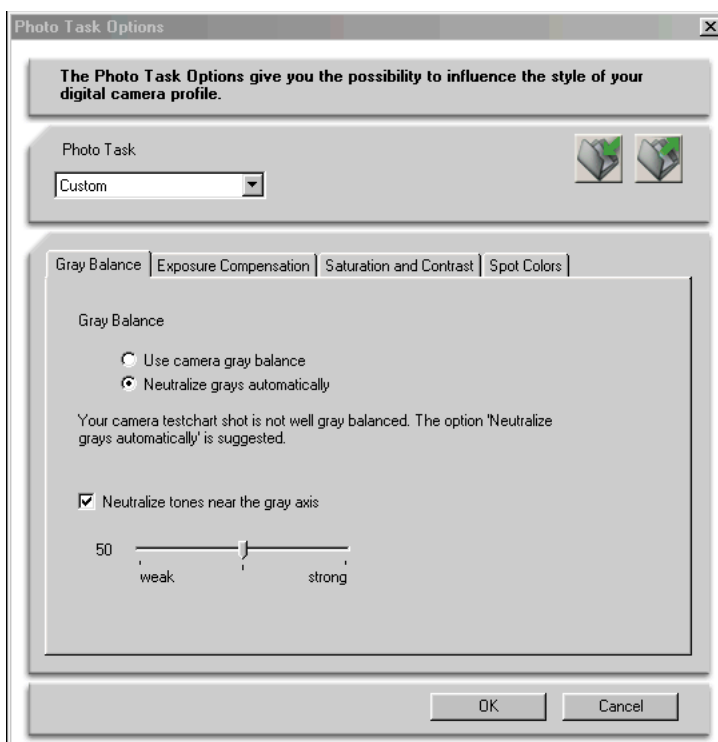 Photo Task Options
The Photo Task Options give you the possibility to influence the style of your
digital camera profile.
Photo Task
Custom
Gray Balance Exposure Compensation Saturation and Contrast Spot Colors
Gray Balance
Use camera gray balance
Neutralize grays automatically
Your camera testchart shot is not well gray balanced. The option 'Neutralize
grays automatically' is suggested.
Neutralize tones near the gray axis
50
weak strong
OK Cancel